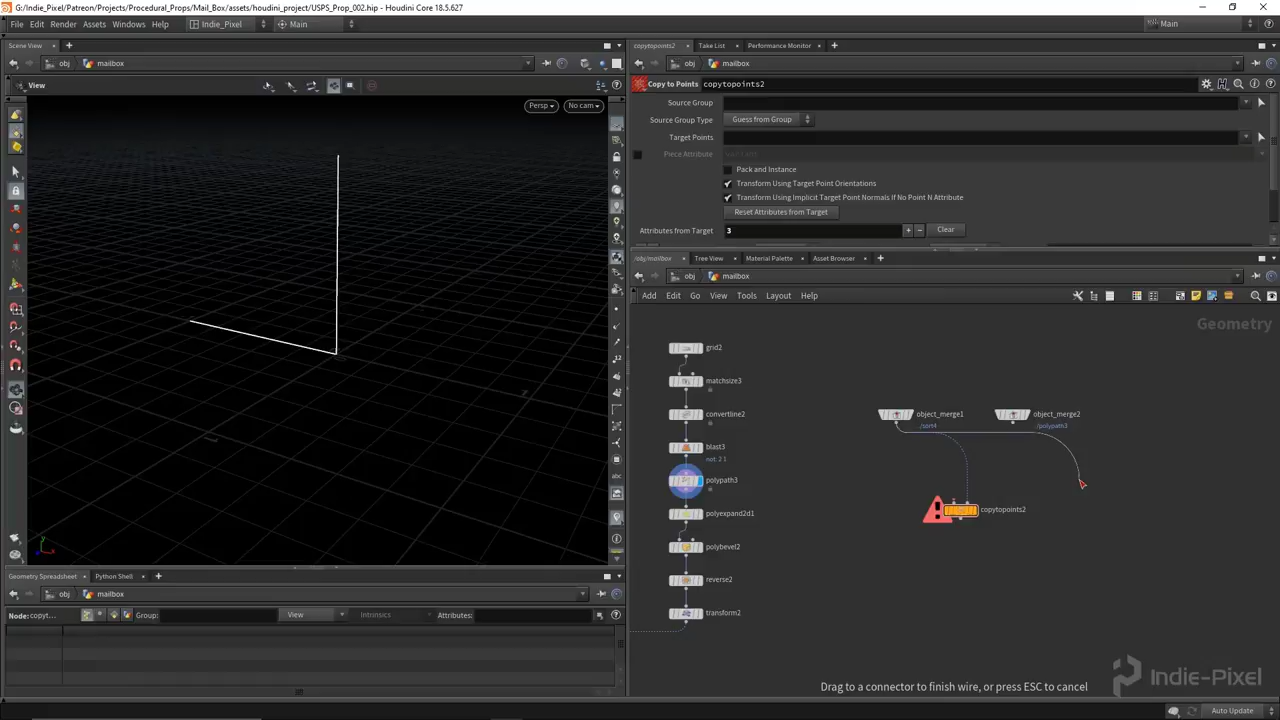 G:/Indie_Pixel/Patreon/Projects/Procedural_Props/Mail_Box/assets/houdini_project/USPS_Prop_002.hip - Houdini Core 18.5.627
File Edit Render Assets Windows Help Indie_Pixel Main Main
Scene View
obj mailbox
View
Persp No cam
copytopoints2 Take List Performance Monitor
obj mailbox
Copy to Points copytopoints2
Source Group
Source Group Type Guess from Group
Target Points
Piece Attribute
Pack and Instance
Transform Using Target Point Orientations
Transform Using Implicit Target Point Normals If No Point N Attribute
Reset Attributes from Target
Attributes from Target 3 + − Clear
/obj/mailbox Tree View Material Palette Asset Browser
obj mailbox
Add Edit Go View Tools Layout Help
Geometry
grid2
matchsize3
convertline2
blast3
not: 2 1
polypath3
polyexpand2d1
polybevel2
reverse2
transform2
object_merge1
/sort4
object_merge2
/polypath3
copytopoints2
Drag to a connector to finish wire, or press ESC to cancel
Indie-Pixel
Geometry Spreadsheet Python Shell
obj mailbox
Node: copyt... Group: View Intrinsics Attributes:
Auto Update